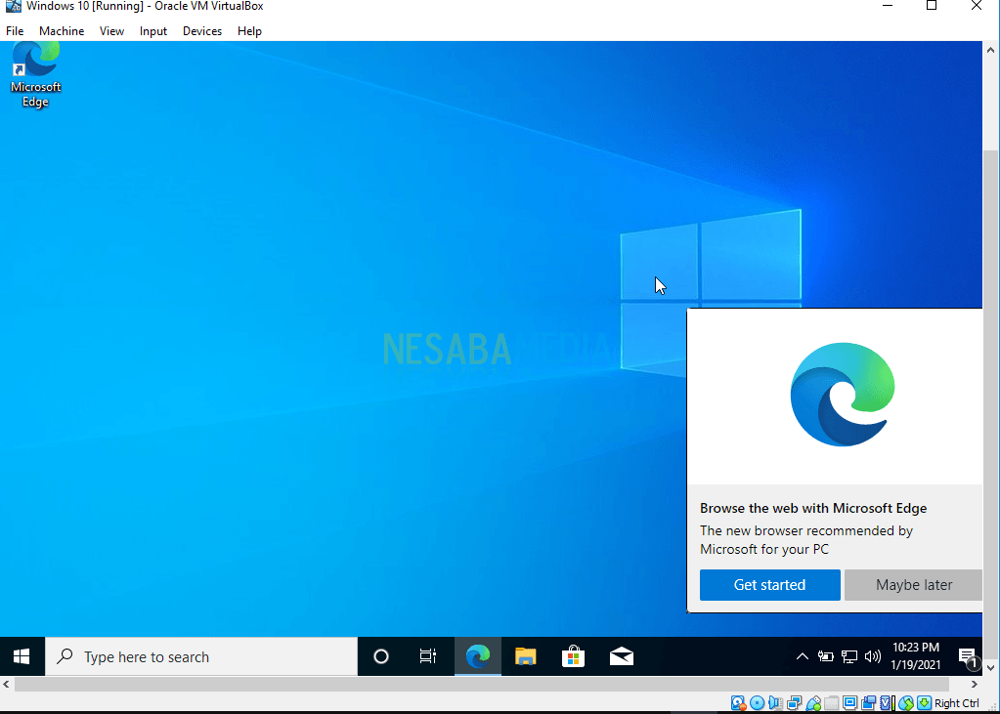 Windows 10 [Running] - Oracle VM VirtualBox
File Machine View Input Devices Help
Microsoft
Edge
NESABAMEDIA
Browse the web with Microsoft Edge
The new browser recommended by
Microsoft for your PC
Get started Maybe later
Type here to search
10:23 PM
1/19/2021
1
Right Ctrl